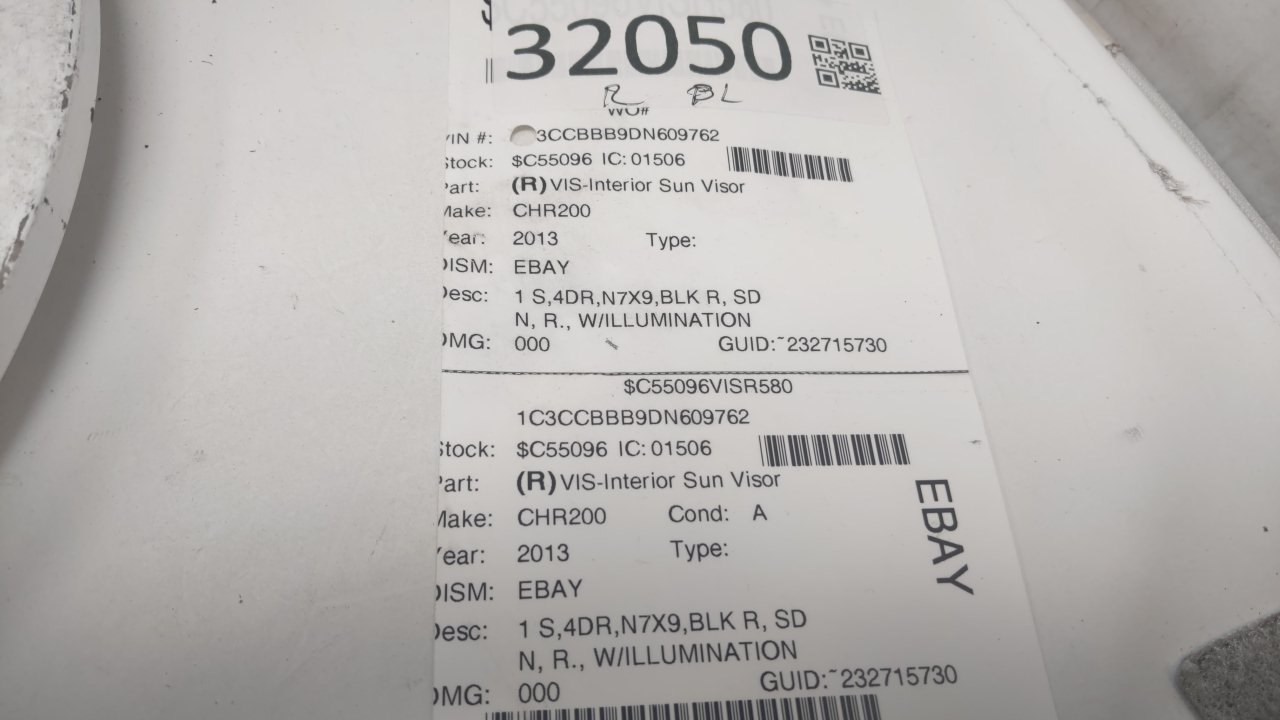 32050
R BL
WO#
VIN #: 3CCBBB9DN609762
Stock: $C55096 IC: 01506
Part: (R) VIS-Interior Sun Visor
Make: CHR200
Year: 2013 Type:
DISM: EBAY
Desc: 1 S,4DR,N7X9,BLK R, SD
N, R., W/ILLUMINATION
DMG: 000 GUID:~232715730
$C55096VISR580
1C3CCBBB9DN609762
Stock: $C55096 IC: 01506
Part: (R) VIS-Interior Sun Visor
Make: CHR200 Cond: A
Year: 2013 Type:
DISM: EBAY
Desc: 1 S,4DR,N7X9,BLK R, SD
N, R., W/ILLUMINATION
DMG: 000 GUID:~232715730
EBAY